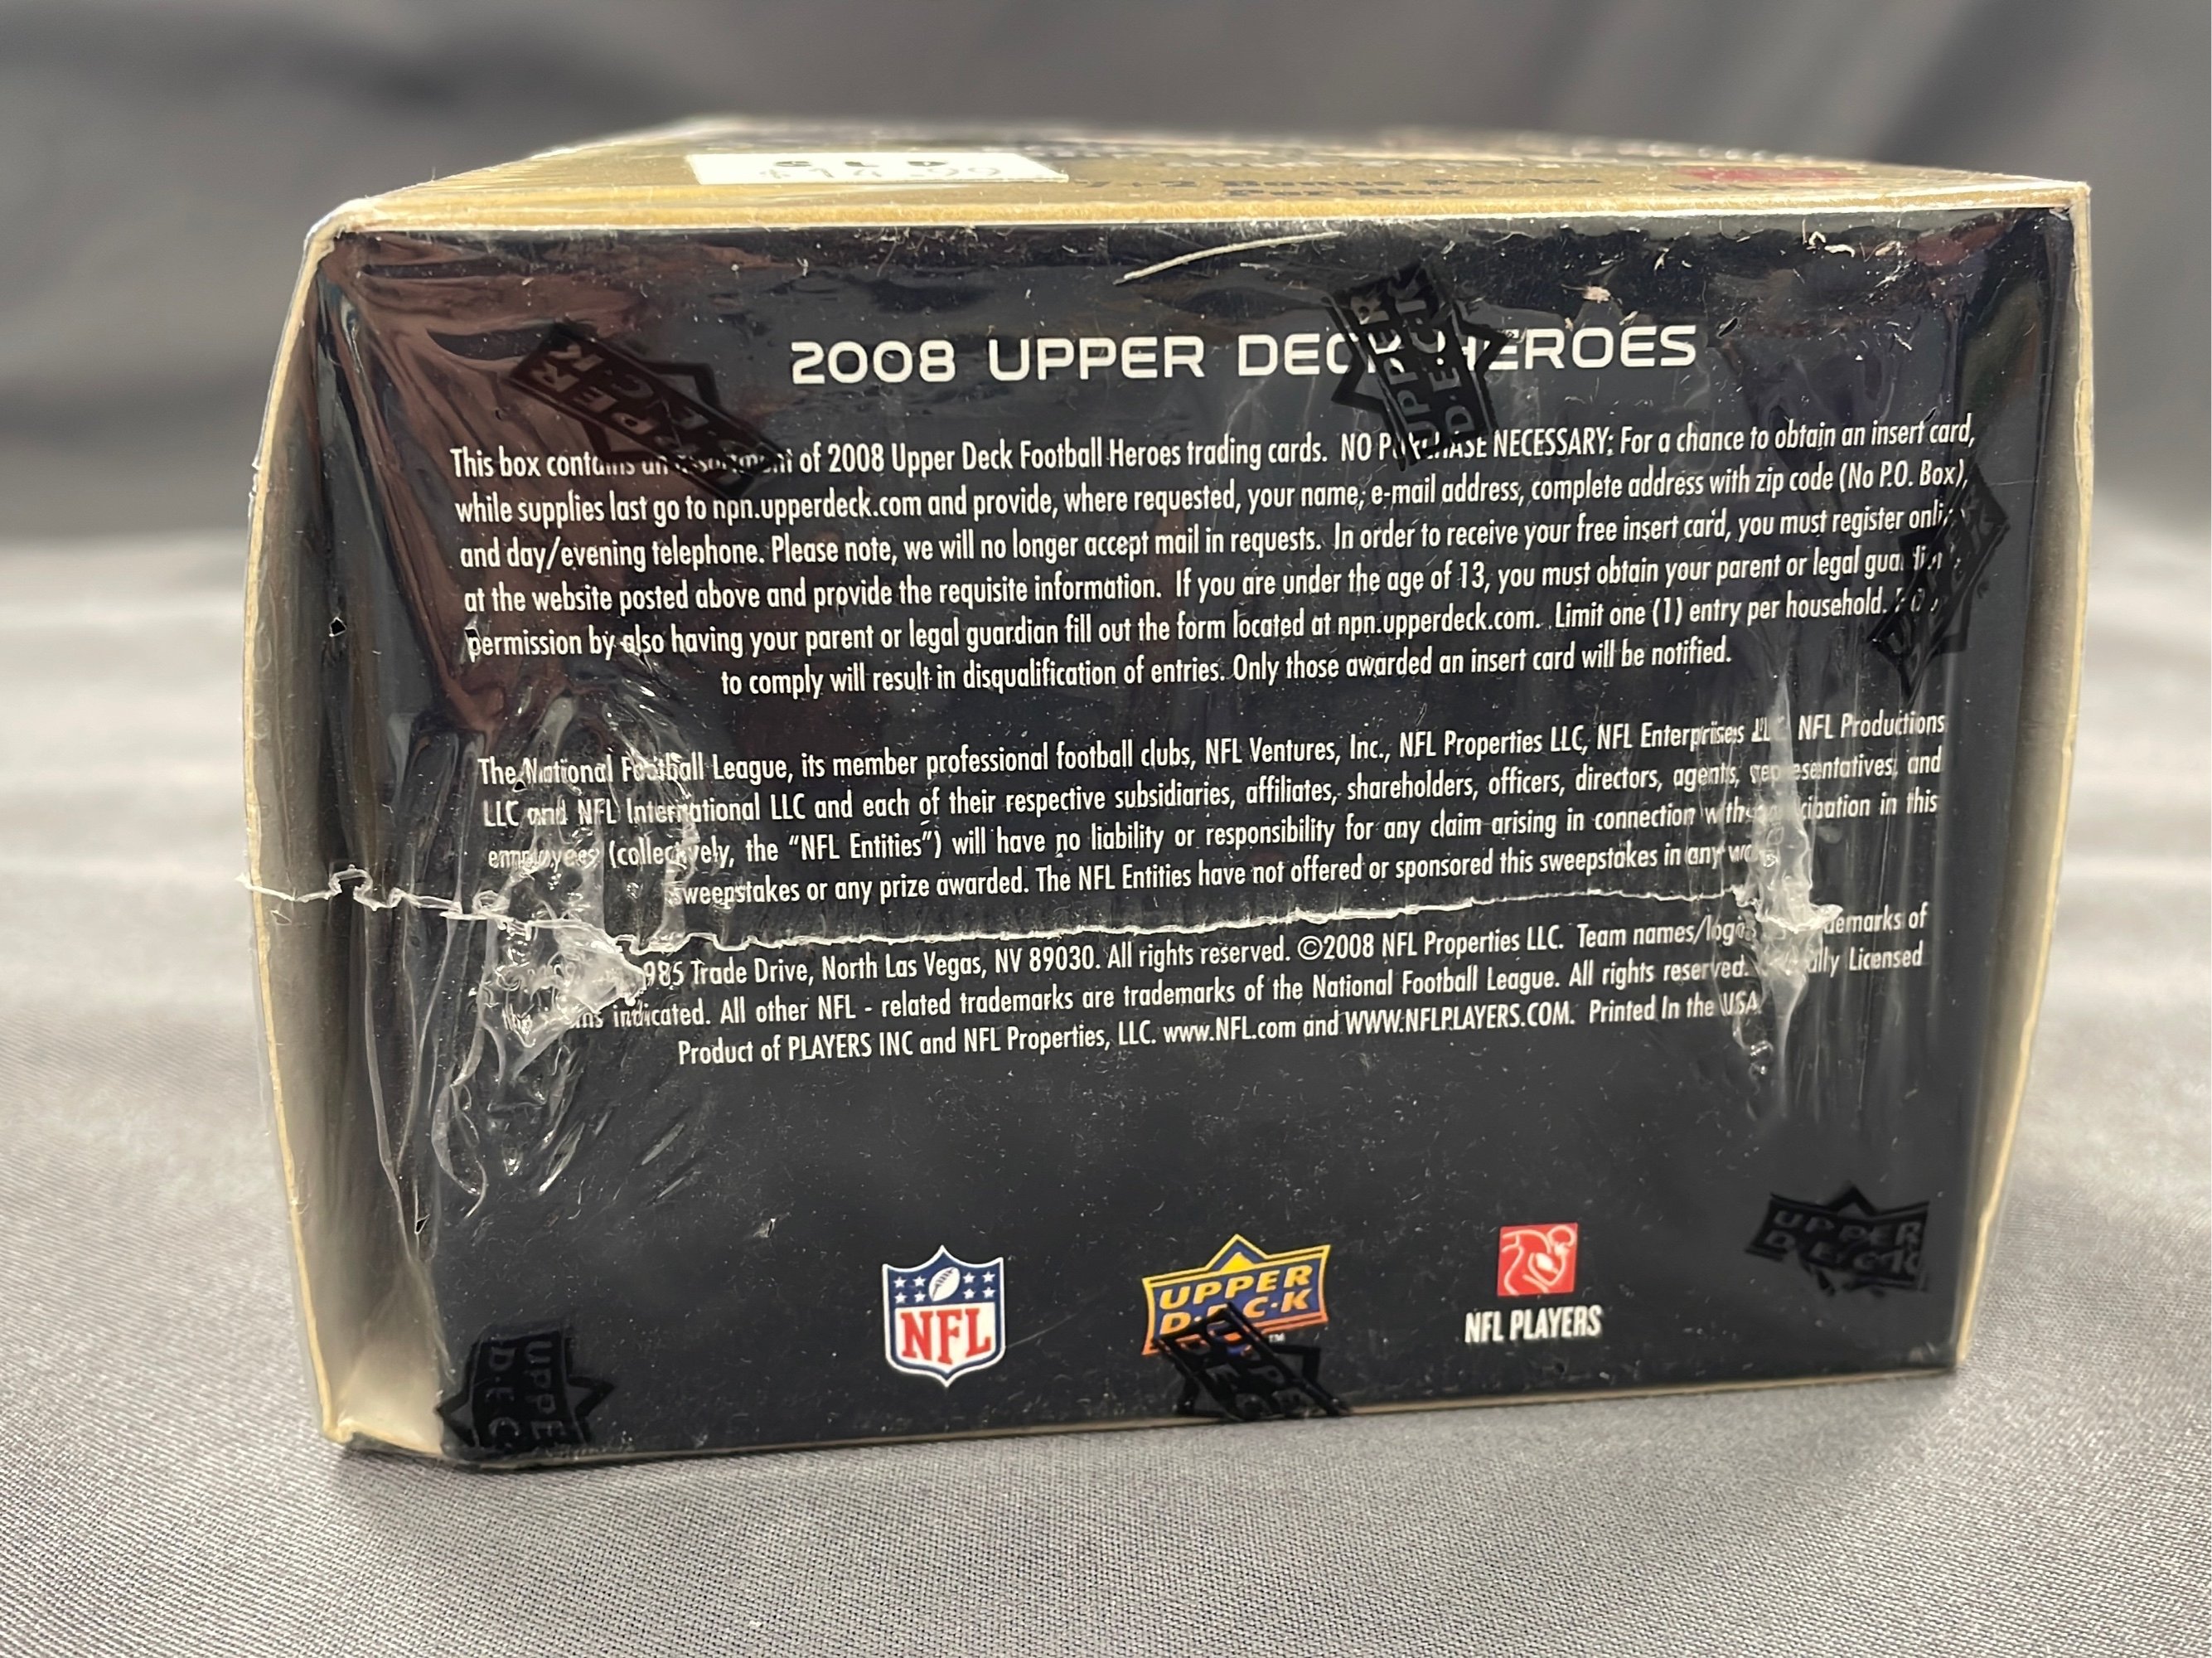 $14.99
Bonus Packs
Per Box
2008 UPPER DECK HEROES
This box contains an assortment of 2008 Upper Deck Football Heroes trading cards. NO PURCHASE NECESSARY: For a chance to obtain an insert card,
while supplies last go to npn.upperdeck.com and provide, where requested, your name, e-mail address, complete address with zip code (No P.O. Box),
and day/evening telephone. Please note, we will no longer accept mail in requests. In order to receive your free insert card, you must register
at the website posted above and provide the requisite information. If you are under the age of 13, you must obtain your parent or legal
permission by also having your parent or legal guardian fill out the form located at npn.upperdeck.com. Limit one (1) entry per household.
to comply will result in disqualification of entries. Only those awarded an insert card will be notified.
The National Football League, its member professional football clubs, NFL Ventures, Inc., NFL Properties LLC, NFL Enterprises NFL Productions
LLC and NFL International LLC and each of their respective subsidiaries, affiliates, shareholders, officers, directors, agents, representatives, and
employees (collectively, the “NFL Entities”) will have no liability or responsibility for any claim arising in connection with in this
sweepstakes or any prize awarded. The NFL Entities have not offered or sponsored this sweepstakes in any
985 Trade Drive, North Las Vegas, NV 89030. All rights reserved. ©2008 NFL Properties LLC. Team names/ of
indicated. All other NFL - related trademarks are trademarks of the National Football League. All rights reserved. Licensed
Product of PLAYERS INC and NFL Properties, LLC. www.NFL.com and WWW.NFLPLAYERS.COM. Printed In the USA
NFL
UPPER
D·E·C·K
NFL PLAYERS
UPPER
DECK